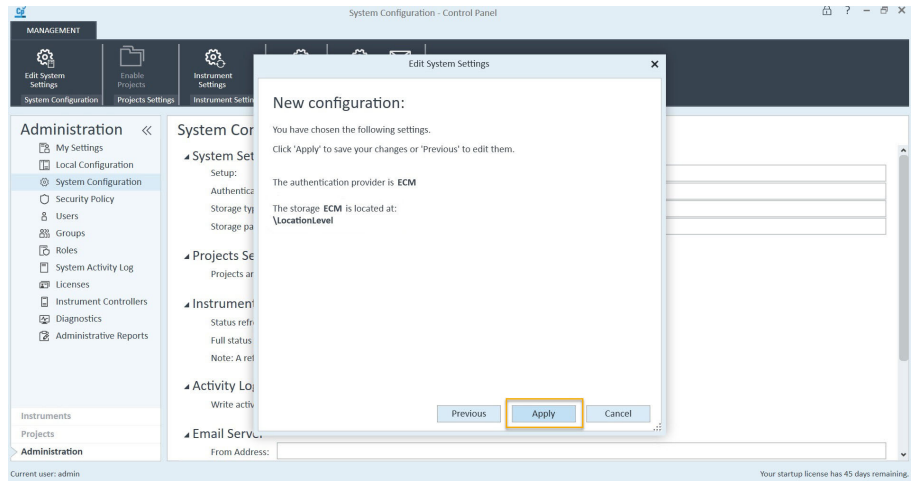 System Configuration - Control Panel
MANAGEMENT
Edit System
Settings
Enable
Projects
Instrument
Settings
System Configuration
Projects Settings
Instrument Settin
Administration
My Settings
Local Configuration
System Configuration
Security Policy
Users
Groups
Roles
System Activity Log
Licenses
Instrument Controllers
Diagnostics
Administrative Reports
Instruments
Projects
Administration
System Cor
System Set
Setup:
Authentica
Storage typ
Storage pa
Projects Se
Projects ar
Instrument
Status refr
Full status
Note: A ref
Activity Log
Write activ
Email Server
From Address:
Edit System Settings
New configuration:
You have chosen the following settings.
Click 'Apply' to save your changes or 'Previous' to edit them.
The authentication provider is ECM
The storage ECM is located at:
\LocationLevel
Previous
Apply
Cancel
Current user: admin
Your startup license has 45 days remaining.